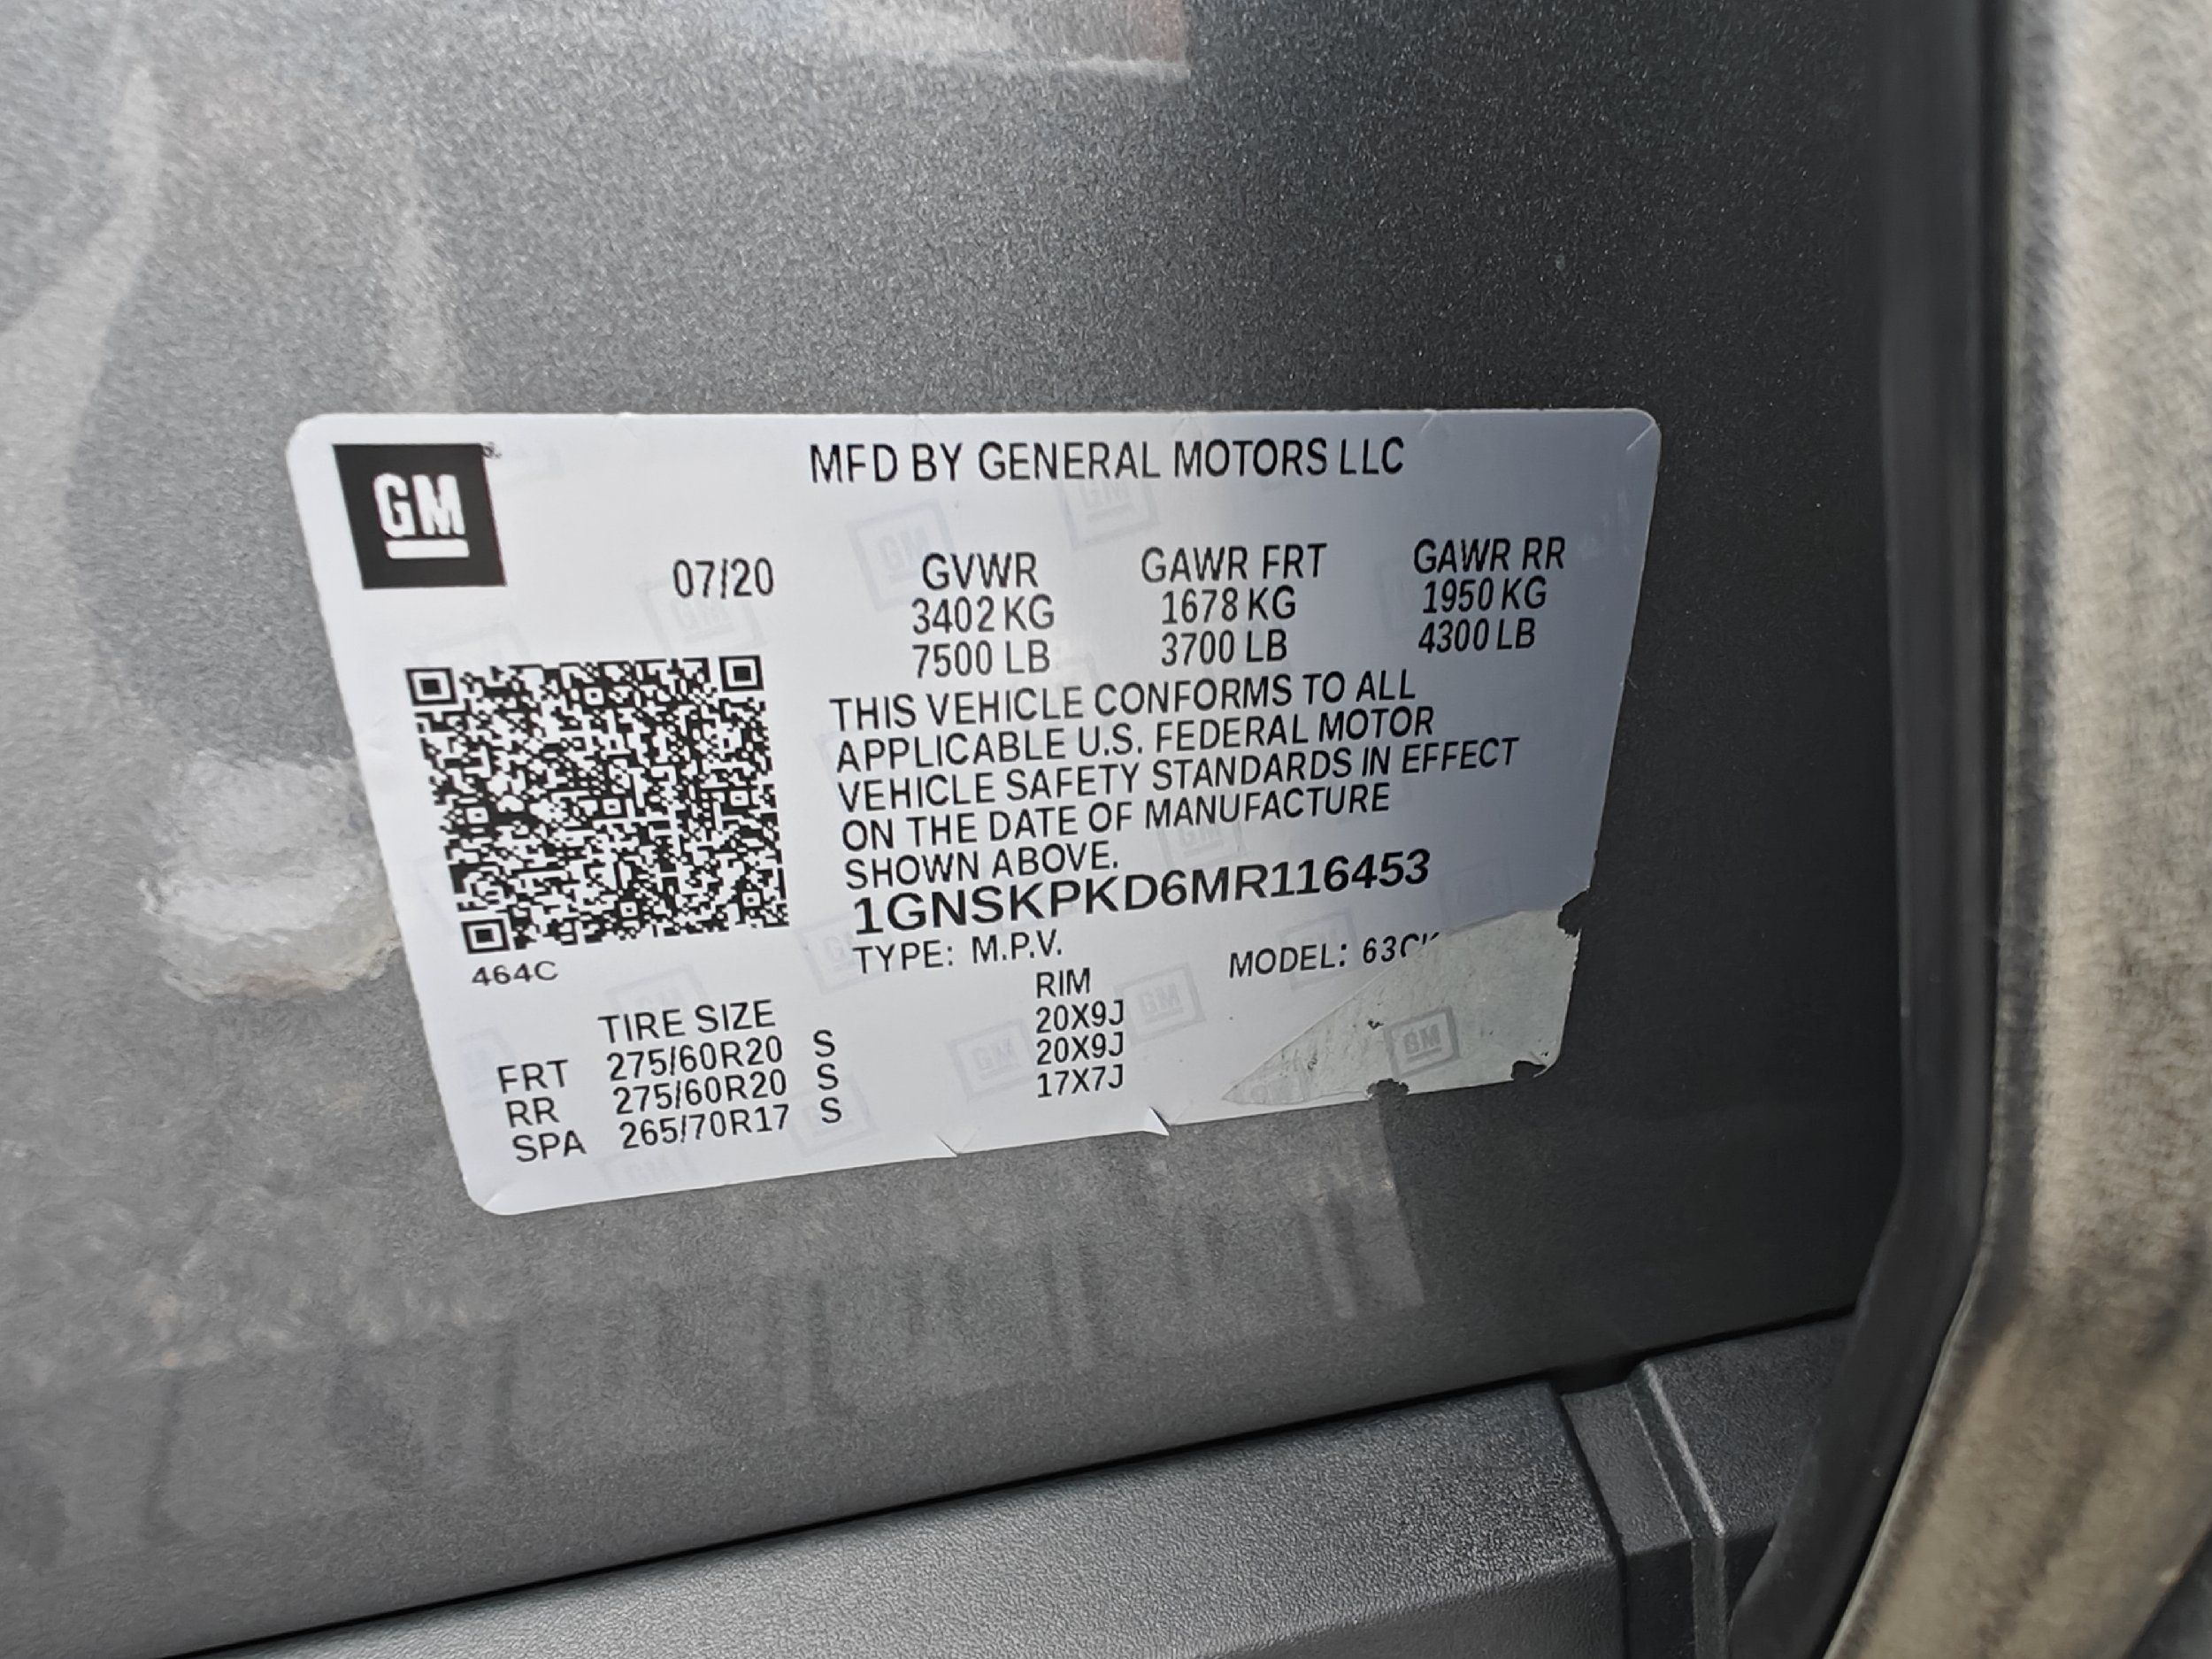 GM
MFD BY GENERAL MOTORS LLC
07/20 GVWR GAWR FRT GAWR RR
3402 KG 1678 KG 1950 KG
7500 LB 3700 LB 4300 LB
THIS VEHICLE CONFORMS TO ALL
APPLICABLE U.S. FEDERAL MOTOR
VEHICLE SAFETY STANDARDS IN EFFECT
ON THE DATE OF MANUFACTURE
SHOWN ABOVE.
1GNSKPKD6MR116453
464C
TYPE: M.P.V. MODEL:
TIRE SIZE RIM
FRT 275/60R20 S 20X9J
RR 275/60R20 S 20X9J
SPA 265/70R17 S 17X7J
GM